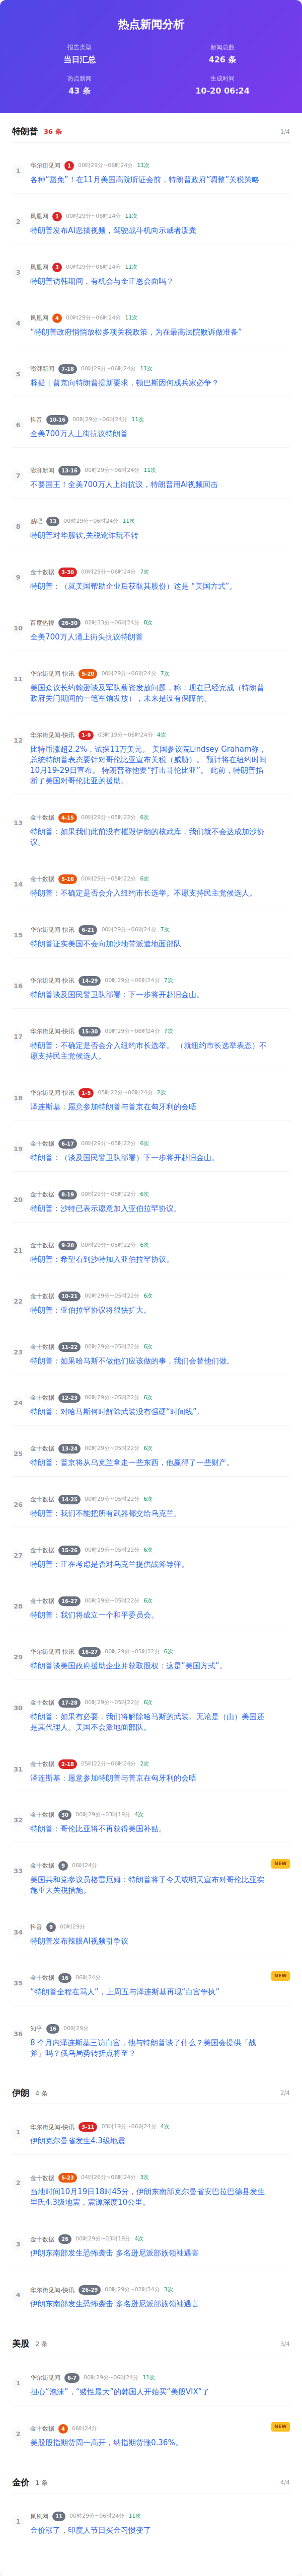 热点新闻分析
报告类型
新闻总数
当日汇总
426 条
热点新闻
生成时间
43 条
10-20 06:24
特朗普 36 条 1/4
1
华尔街见闻 1 00时29分~06时24分 11次
各种“豁免”！在11月美国高院听证会前，特朗普政府“调整”关税策略
2
凤凰网 1 00时29分~06时24分 11次
特朗普发布AI恶搞视频，驾驶战斗机向示威者泼粪
3
凤凰网 3 00时29分~06时24分 11次
特朗普访韩期间，有机会与金正恩会面吗？
4
凤凰网 4 00时29分~06时24分 11次
“特朗普政府悄悄放松多项关税政策，为在最高法院败诉做准备”
5
澎湃新闻 7-18 00时29分~06时24分 11次
释疑｜普京向特朗普提新要求，顿巴斯因何成兵家必争？
6
抖音 10-16 00时29分~06时24分 11次
全美700万人上街抗议特朗普
7
澎湃新闻 13-16 00时29分~06时24分 11次
不要国王！全美700万人上街抗议，特朗普用AI视频回击
8
贴吧 13 00时29分~06时24分 11次
特朗普对华服软,关税讹诈玩不转
9
金十数据 3-30 00时29分~06时24分 7次
特朗普：（就美国帮助企业后获取其股份）这是 “美国方式”。
10
百度热搜 26-30 02时33分~06时24分 8次
全美700万人涌上街头抗议特朗普
11
华尔街见闻-快讯 5-20 00时29分~06时24分 7次
美国众议长约翰逊谈及军队薪资发放问题，称：现在已经完成（特朗普
政府关门期间的一笔军饷发放），未来是没有保障的。
12
华尔街见闻-快讯 1-9 03时19分~06时24分 4次
比特币涨超2.2%，试探11万美元。 美国参议院Lindsey Graham称，
总统特朗普态要针对哥伦比亚宣布关税（威胁）。 预计将在纽约时间
10月19-29日宣布。 特朗普称他要“打击哥伦比亚”。 此前，特朗普掐
断了美国对哥伦比亚的援助。
13
金十数据 4-15 00时29分~05时22分 6次
特朗普：如果我们此前没有摧毁伊朗的核武库，我们就不会达成加沙协
议。
14
金十数据 5-16 00时29分~05时22分 6次
特朗普：不确定是否会介入纽约市长选举。不愿支持民主党候选人。
15
华尔街见闻-快讯 6-21 00时29分~06时24分 7次
特朗普证实美国不会向加沙地带派遣地面部队
16
华尔街见闻-快讯 14-29 00时29分~06时24分 7次
特朗普谈及国民警卫队部署：下一步将开赴旧金山。
17
华尔街见闻-快讯 15-30 00时29分~06时24分 7次
特朗普：不确定是否会介入纽约市长选举。 （就纽约市长选举表态）不
愿支持民主党候选人。
18
华尔街见闻-快讯 1-5 05时22分~06时24分 2次
泽连斯基：愿意参加特朗普与普京在匈牙利的会晤
19
金十数据 6-17 00时29分~05时22分 6次
特朗普：（谈及国民警卫队部署）下一步将开赴旧金山。
20
金十数据 8-19 00时29分~05时22分 6次
特朗普：沙特已表示愿意加入亚伯拉罕协议。
21
金十数据 9-20 00时29分~05时22分 6次
特朗普：希望看到沙特加入亚伯拉罕协议。
22
金十数据 10-21 00时29分~05时22分 6次
特朗普：亚伯拉罕协议将很快扩大。
23
金十数据 11-22 00时29分~05时22分 6次
特朗普：如果哈马斯不做他们应该做的事，我们会替他们做。
24
金十数据 12-23 00时29分~05时22分 6次
特朗普：对哈马斯何时解除武装没有强硬“时间线”。
25
金十数据 13-24 00时29分~05时22分 6次
特朗普：普京将从乌克兰拿走一些东西，他赢得了一些财产。
26
金十数据 14-25 00时29分~05时22分 6次
特朗普：我们不能把所有武器都交给乌克兰。
27
金十数据 15-26 00时29分~05时22分 6次
特朗普：正在考虑是否对乌克兰提供战斧导弹。
28
金十数据 16-27 00时29分~05时22分 6次
特朗普：我们将成立一个和平委员会。
29
华尔街见闻-快讯 16-27 00时29分~05时22分 6次
特朗普谈美国政府援助企业并获取股权：这是“美国方式”。
30
金十数据 17-28 00时29分~05时22分 6次
特朗普：如果有必要，我们将解除哈马斯的武装。无论是（由）美国还
是其代理人。美国不会派地面部队。
31
金十数据 2-18 05时22分~06时24分 2次
泽连斯基：愿意参加特朗普与普京在匈牙利的会晤
32
金十数据 30 00时29分~03时19分 4次
特朗普：哥伦比亚将不再获得美国补贴。
33
金十数据 9 06时24分 NEW
美国共和党参议员格雷厄姆：特朗普将于今天或明天宣布对哥伦比亚实
施重大关税措施。
34
抖音 9 00时29分
特朗普发布辣眼AI视频引争议
35
金十数据 16 06时24分 NEW
“特朗普全程在骂人”，上周五与泽连斯基再现“白宫争执”
36
知乎 16 00时29分
8 个月内泽连斯基三访白宫，他与特朗普谈了什么？美国会提供「战
斧」吗？俄乌局势转折点将至？
伊朗 4 条 2/4
1
华尔街见闻-快讯 3-11 03时19分~06时24分 4次
伊朗克尔曼省发生4.3级地震
2
金十数据 5-23 04时26分~06时24分 3次
当地时间10月19日18时45分，伊朗东南部克尔曼省安巴拉巴德县发生
里氏4.3级地震，震源深度10公里。
3
金十数据 26 00时29分~03时19分 4次
伊朗东南部发生恐怖袭击 多名逊尼派部族领袖遇害
4
华尔街见闻-快讯 26-29 00时29分~02时34分 3次
伊朗东南部发生恐怖袭击 多名逊尼派部族领袖遇害
美股 2 条 3/4
1
华尔街见闻 6-7 00时29分~06时24分 11次
担心“泡沫”，“赌性最大”的韩国人开始买“美股VIX”了
2
金十数据 4 06时24分 NEW
美股股指期货周一高开，纳指期货涨0.36%。
金价 1 条 4/4
1
凤凰网 11 00时29分~06时24分 11次
金价涨了，印度人节日买金习惯变了